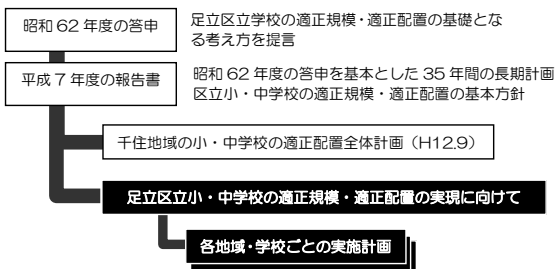 昭和62年度の答申
足立区立学校の適正規模・適正配置の基礎とな
る考え方を提言
平成7年度の報告書
昭和62年度の答申を基本とした35年間の長期計画
区立小・中学校の適正規模・適正配置の基本方針
千住地域の小・中学校の適正配置全体計画（H12.9）
足立区立小・中学校の適正規模・適正配置の実現に向けて
各地域・学校ごとの実施計画